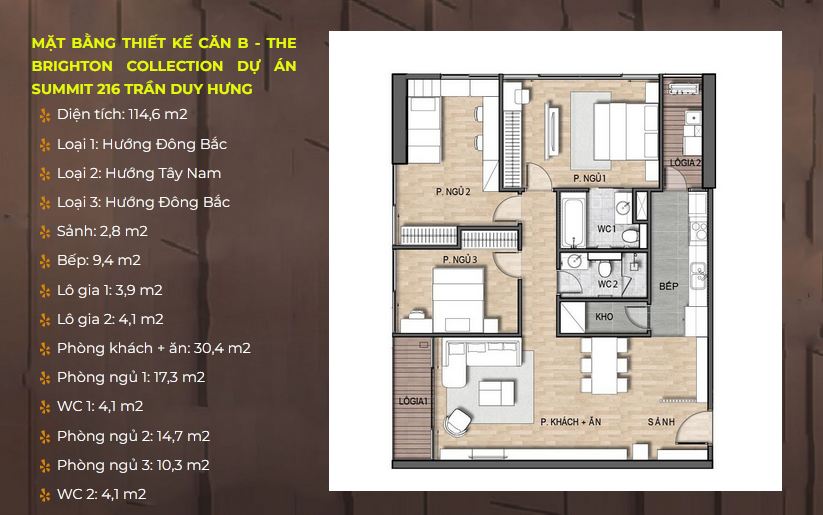 MẶT BẰNG THIẾT KẾ CĂN B - THE
BRIGHTON COLLECTION DỰ ÁN
SUMMIT 216 TRẦN DUY HƯNG
Diện tích: 114,6 m2
Loại 1: Hướng Đông Bắc
Loại 2: Hướng Tây Nam
Loại 3: Hướng Đông Bắc
Sảnh: 2,8 m2
Bếp: 9,4 m2
Lô gia 1: 3,9 m2
Lô gia 2: 4,1 m2
Phòng khách + ăn: 30,4 m2
Phòng ngủ 1: 17,3 m2
WC 1: 4,1 m2
Phòng ngủ 2: 14,7 m2
Phòng ngủ 3: 10,3 m2
WC 2: 4,1 m2
LÔGIA 2
P. NGỦ 1
P. NGỦ 2
WC 1
P. NGỦ 3
WC 2
BẾP
KHO
LÔGIA 1
P. KHÁCH + ĂN
SẢNH